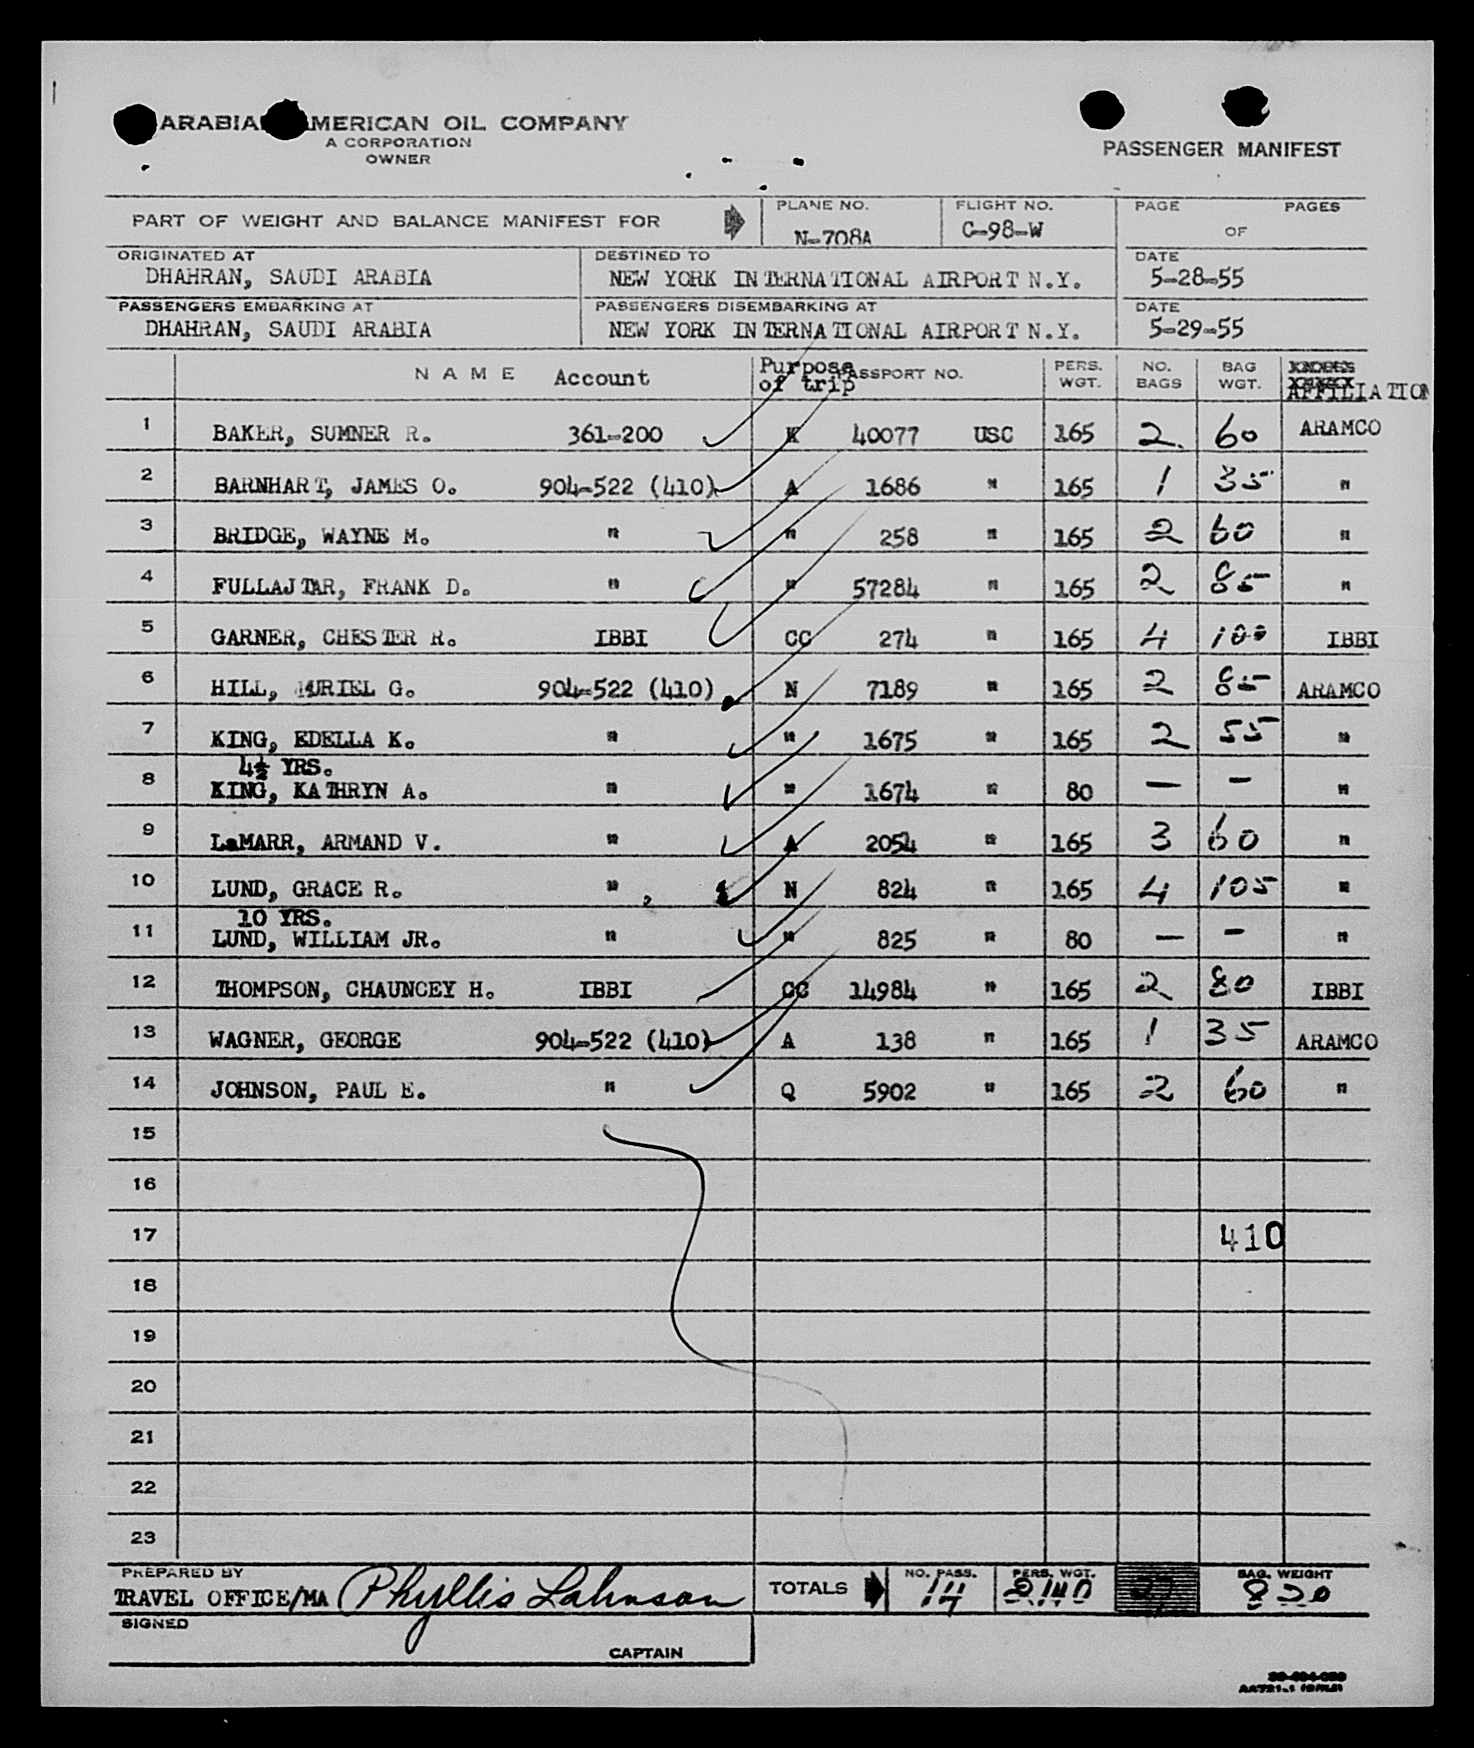 ARABIAN AMERICAN OIL COMPANY
A CORPORATION
OWNER
PASSENGER MANIFEST
PART OF WEIGHT AND BALANCE MANIFEST FOR PLANE NO. N-708A FLIGHT NO. C-98-W PAGE OF PAGES
ORIGINATED AT DESTINED TO DATE
DHAHRAN, SAUDI ARABIA NEW YORK INTERNATIONAL AIRPORT N.Y. 5-28-55
PASSENGERS EMBARKING AT PASSENGERS DISEMBARKING AT DATE
DHAHRAN, SAUDI ARABIA NEW YORK INTERNATIONAL AIRPORT N.Y. 5-29-55
NAME Account Purpose of trip PASSPORT NO. PERS. WGT. NO. BAGS BAG WGT. AFFILIATION
1 BAKER, SUMNER R. 361-200 K 40077 USC 165 2 60 ARAMCO
2 BARNHART, JAMES O. 904-522 (410) A 1686 " 165 1 35 "
3 BRIDGE, WAYNE M. " " 258 " 165 2 60 "
4 FULLAJTAR, FRANK D. " " 57284 " 165 2 85 "
5 GARNER, CHESTER R. IBBI CC 274 " 165 4 100 IBBI
6 HILL, MURIEL G. 904-522 (410) N 7189 " 165 2 85 ARAMCO
7 KING, EDELLA K. " " 1675 " 165 2 55 "
4½ YRS.
8 KING, KATHRYN A. " " 1674 " 80 — — "
9 LaMARR, ARMAND V. " A 2054 " 165 3 60 "
10 LUND, GRACE R. " N 824 " 165 4 105 "
10 YRS.
11 LUND, WILLIAM JR. " " 825 " 80 — — "
12 THOMPSON, CHAUNCEY H. IBBI CC 14984 " 165 2 80 IBBI
13 WAGNER, GEORGE 904-522 (410) A 138 " 165 1 35 ARAMCO
14 JOHNSON, PAUL E. " Q 5902 " 165 2 60 "
15
16
17 410
18
19
20
21
22
23
PREPARED BY NO. PASS. PERS. WGT. BAG. WEIGHT
TRAVEL OFFICE/MA Phyllis Lahnson TOTALS 14 2140 27 820
SIGNED
CAPTAIN